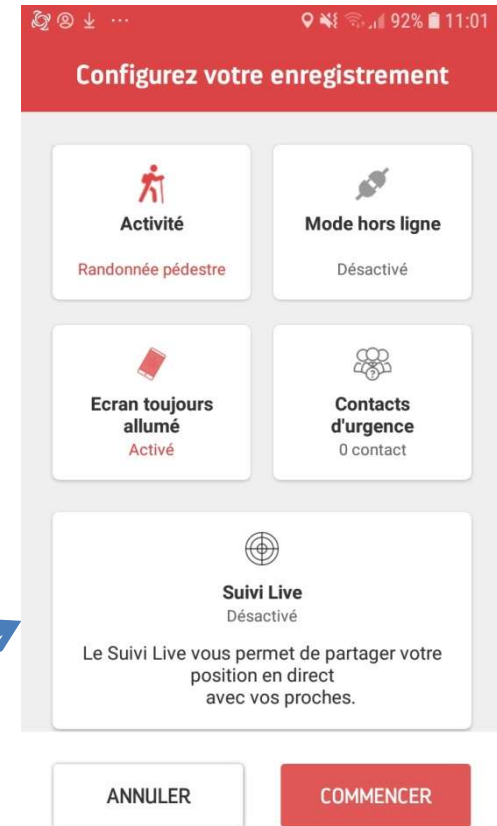 92% 11:01
Configurez votre enregistrement
Activité
Randonnée pédestre
Mode hors ligne
Désactivé
Ecran toujours
allumé
Activé
Contacts
d'urgence
0 contact
Suivi Live
Désactivé
Le Suivi Live vous permet de partager votre
position en direct
avec vos proches.
ANNULER
COMMENCER